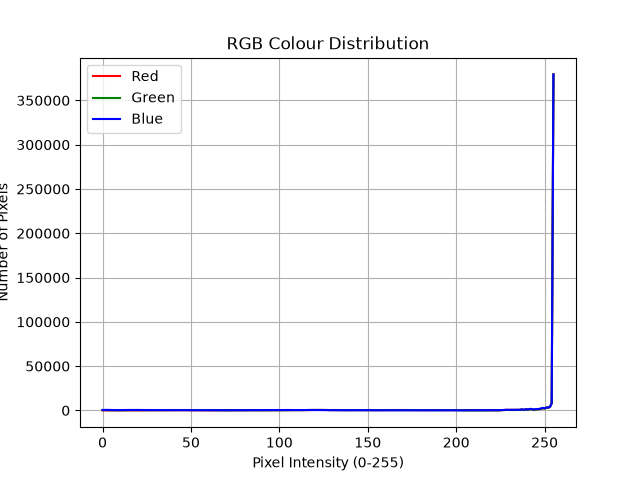 RGB Colour Distribution
Red
Green
Blue
350000
300000
250000
200000
150000
100000
50000
0
Number of Pixels
0 50 100 150 200 250
Pixel Intensity (0-255)